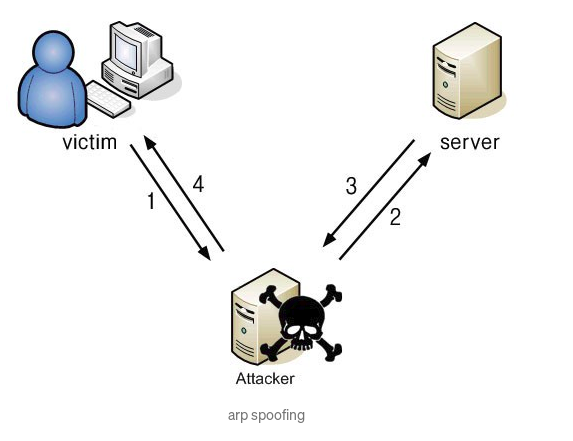 victim
server
1
4
3
2
Attacker
arp spoofing